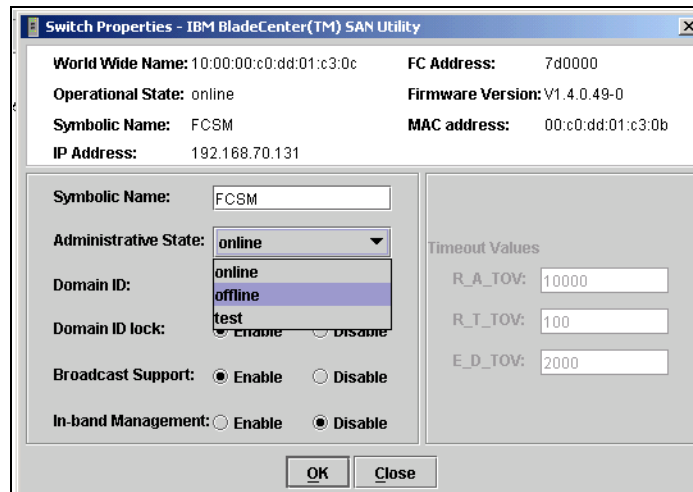 Switch Properties - IBM BladeCenter(TM) SAN Utility
World Wide Name: 10:00:00:c0:dd:01:c3:0c FC Address: 7d0000
Operational State: online Firmware Version: V1.4.0.49-0
Symbolic Name: FCSM MAC address: 00:c0:dd:01:c3:0b
IP Address: 192.168.70.131
Symbolic Name: FCSM
Administrative State: online
online
offline
test
Domain ID:
Domain ID lock: Enable Disable
Broadcast Support: Enable Disable
In-band Management: Enable Disable
Timeout Values
R_A_TOV: 10000
R_T_TOV: 100
E_D_TOV: 2000
OK Close